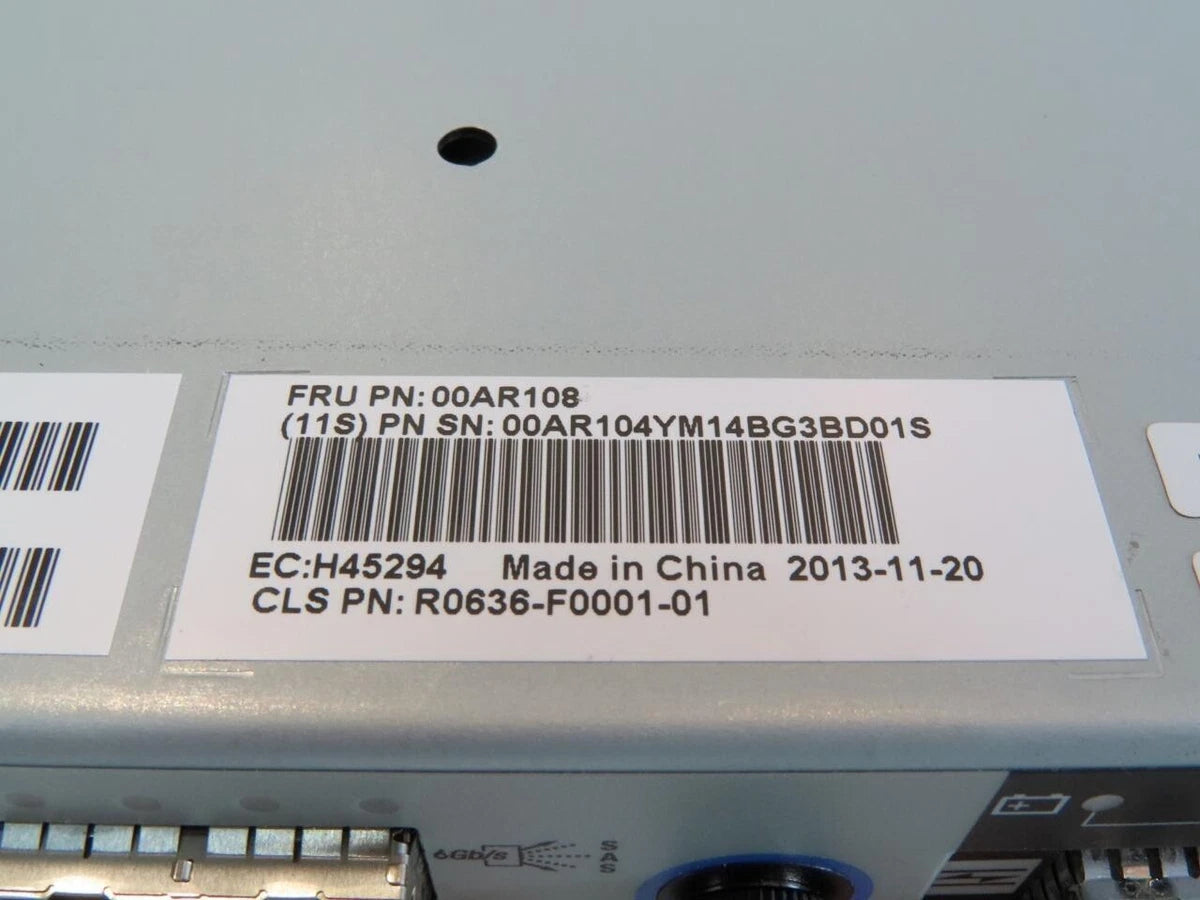 FRU PN: 00AR108
(11S) PN SN: 00AR104YM14BG3BD01S
EC:H45294 Made in China 2013-11-20
CLS PN: R0636-F0001-01
6Gb/s
SAS